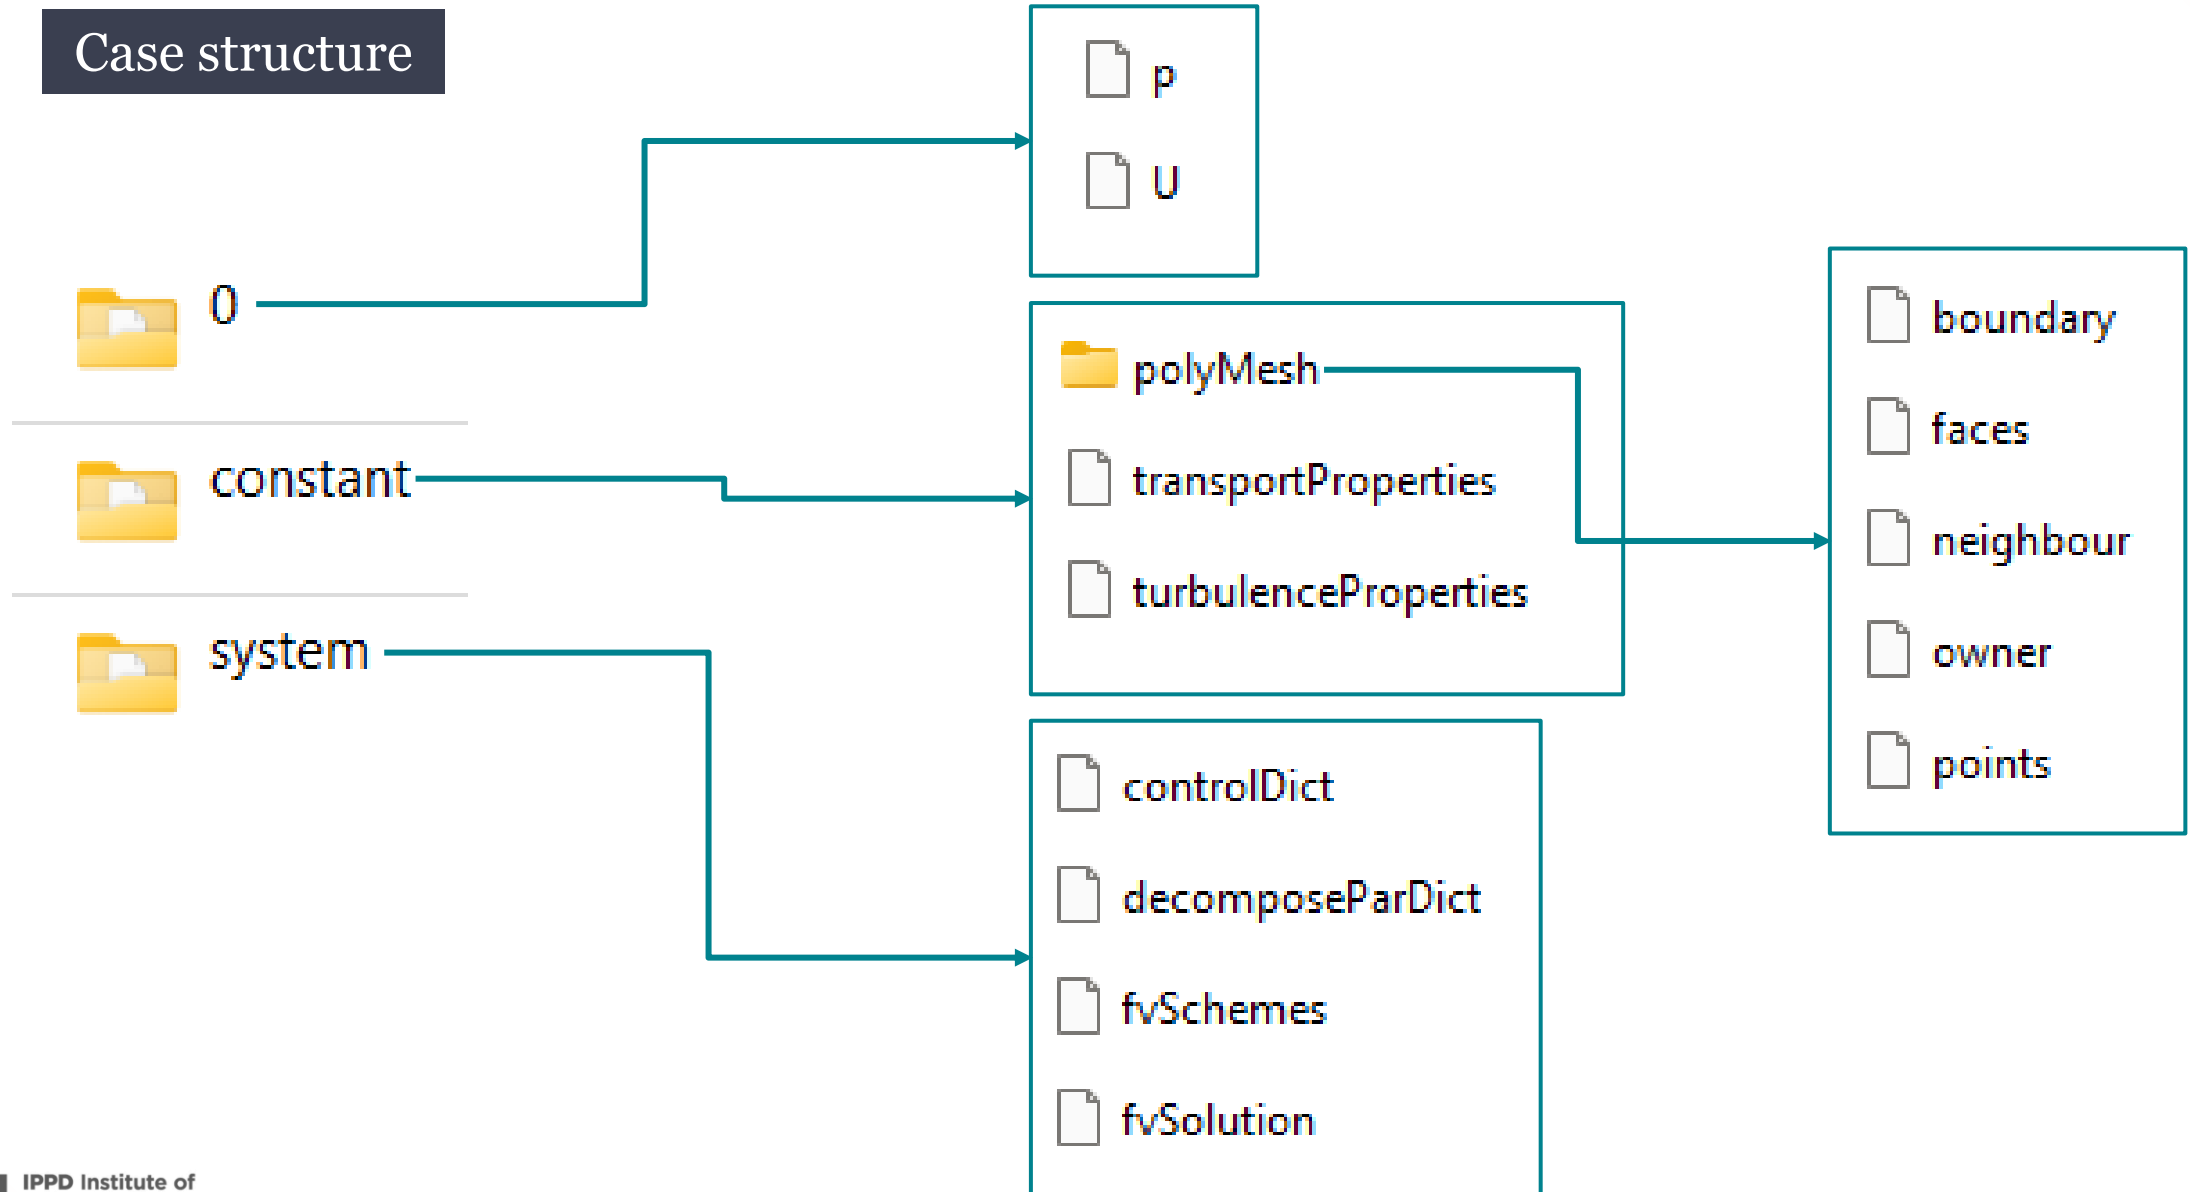 Case structure
0
constant
system
p
U
polyMesh
transportProperties
turbulenceProperties
controlDict
decomposeParDict
fvSchemes
fvSolution
boundary
faces
neighbour
owner
points
IPPD Institute of